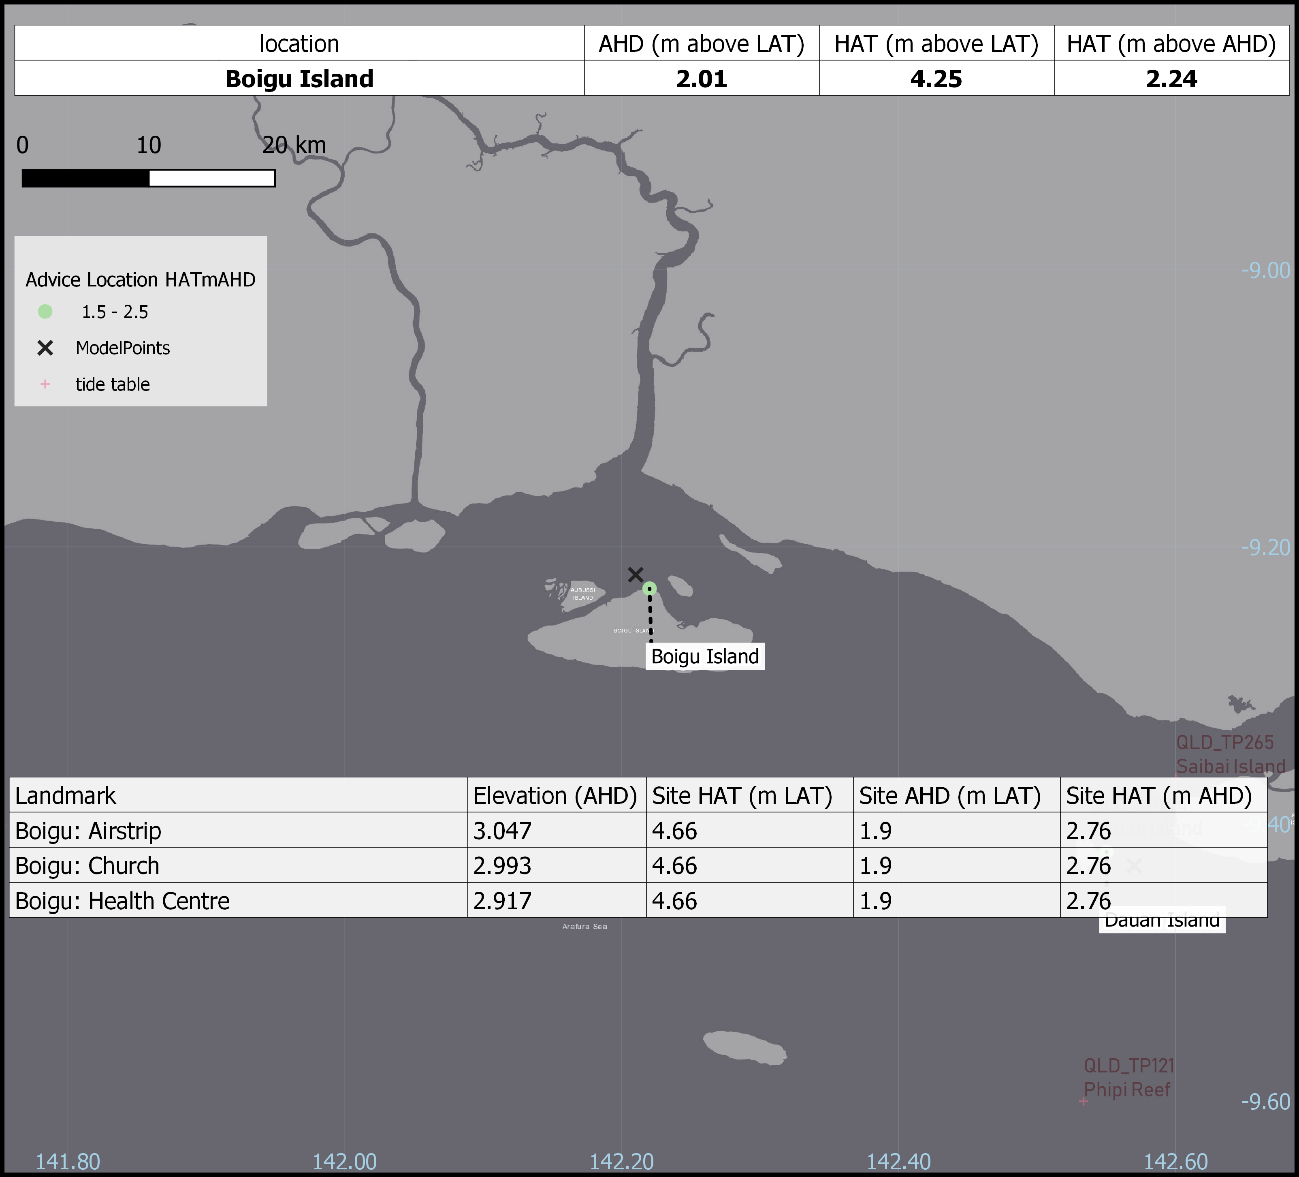 location AHD (m above LAT) HAT (m above LAT) HAT (m above AHD)
Boigu Island 2.01 4.25 2.24
0 10 20 km
Advice Location HATmAHD
1.5 - 2.5
ModelPoints
tide table
-9.00
-9.20
ISLAND
BOIGU ISLAND
Boigu Island
QLD_TP265
Saibai Island
Landmark Elevation (AHD) Site HAT (m LAT) Site AHD (m LAT) Site HAT (m AHD)
Boigu: Airstrip 3.047 4.66 1.9 2.76
Boigu: Church 2.993 4.66 1.9 2.76
Boigu: Health Centre 2.917 4.66 1.9 2.76
Dauan Island
Arafura Sea
QLD_TP121
Phipi Reef
-9.60
141.80 142.00 142.20 142.40 142.60